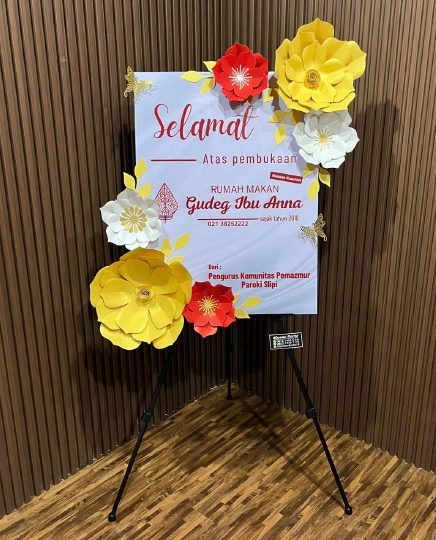 Selamat
Atas pembukaan
RUMAH MAKAN
Gudeg Ibu Anna
sejak tahun 2010
021 38252222
Dari :
Pengurus Komunitas Pemazmur
Paroki Slipi